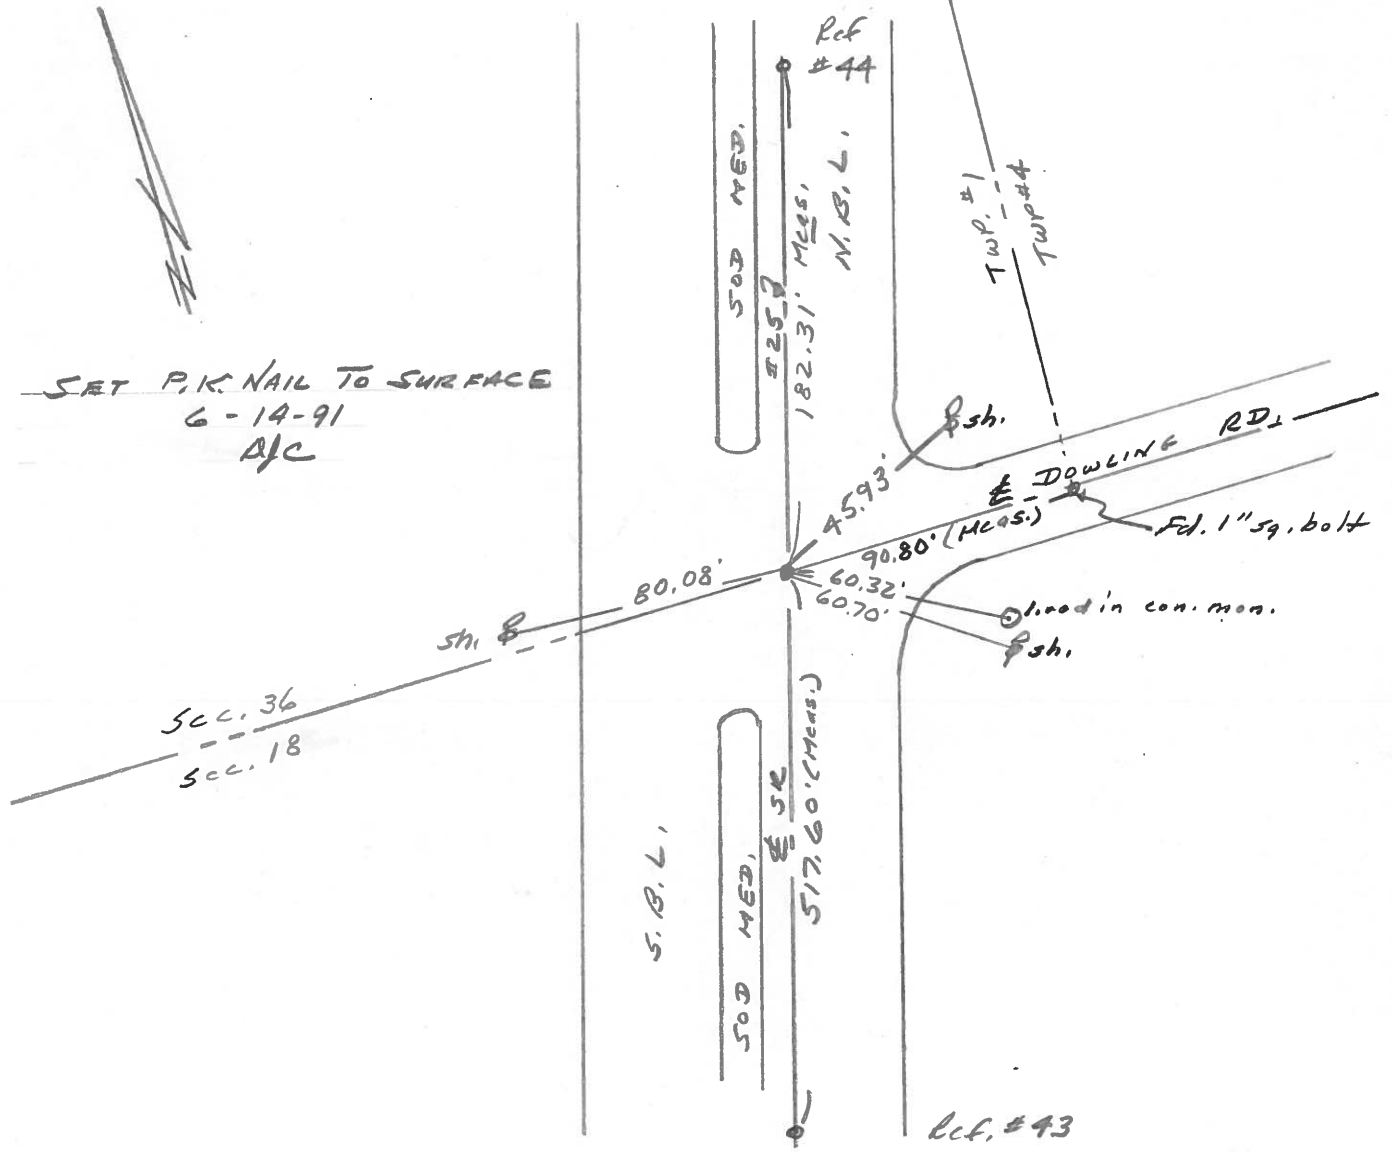 Ref
# 44
SOD MED.
N.B.L.
182.31' Meas.
TWP. #1
TWP #4
SET P.K. NAIL TO SURFACE
6-14-91
sh.
45.93'
℄ DOWLING RD.
Fd. 1" sq. bolt
90.80' (Meas.)
80.08'
60.32'
60.70'
lead in con. mon.
sh.
sh.
Sec. 36
Sec. 18
℄ SR #25
517.60' (Meas.)
S.B.L.
SOD MED.
Ref. #43